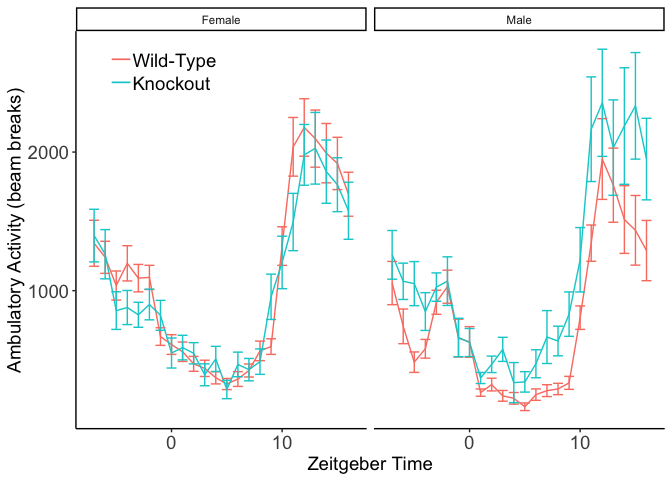 Female
Male
Wild-Type
Knockout
Ambulatory Activity (beam breaks)
2000
1000
0
10
0
10
Zeitgeber Time